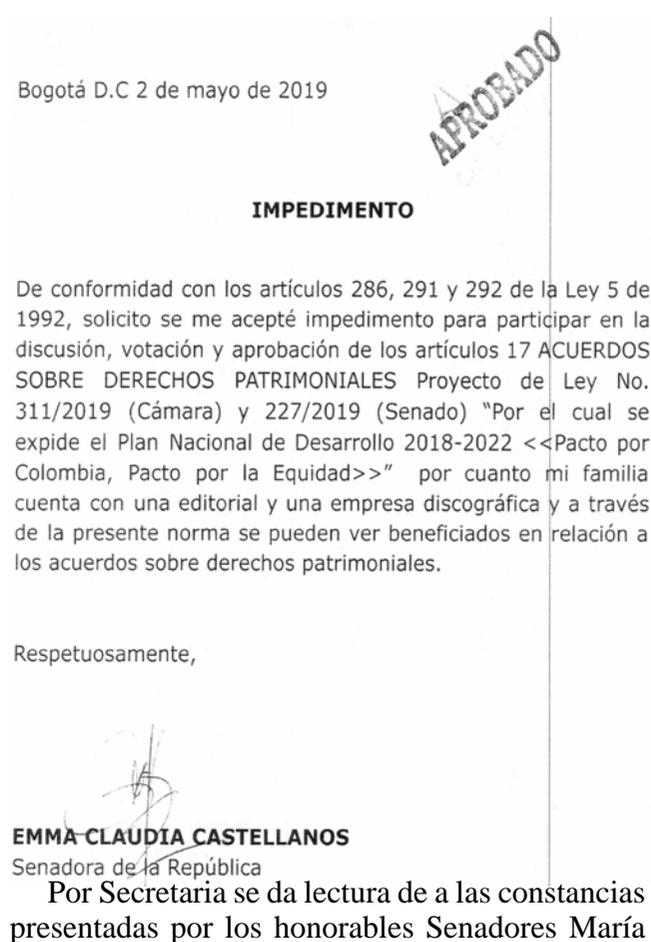 Bogotá D.C 2 de mayo de 2019
APROBADO
IMPEDIMENTO
De conformidad con los artículos 286, 291 y 292 de la Ley 5 de
1992, solicito se me acepté impedimento para participar en la
discusión, votación y aprobación de los artículos 17 ACUERDOS
SOBRE DERECHOS PATRIMONIALES Proyecto de Ley No.
311/2019 (Cámara) y 227/2019 (Senado) "Por el cual se
expide el Plan Nacional de Desarrollo 2018-2022 <<Pacto por
Colombia, Pacto por la Equidad>>" por cuanto mi familia
cuenta con una editorial y una empresa discográfica y a través
de la presente norma se pueden ver beneficiados en relación a
los acuerdos sobre derechos patrimoniales.
Respetuosamente,
EMMA CLAUDIA CASTELLANOS
Senadora de la República
Por Secretaria se da lectura de a las constancias
presentadas por los honorables Senadores María